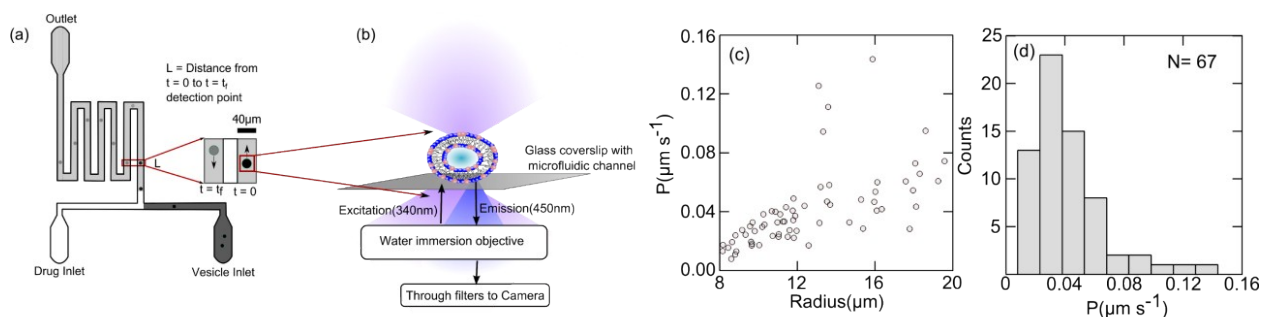 (a)
Outlet
L = Distance from
t = 0 to t = tf
detection point
40μm
L
t = tf
t = 0
Drug Inlet
Vesicle Inlet
(b)
Glass coverslip with
microfluidic channel
Excitation(340nm)
Emission(450nm)
Water immersion objective
Through filters to Camera
(c)
P(μm s⁻¹)
0.16
0.12
0.08
0.04
0.00
8
12
16
20
Radius(μm)
(d)
N= 67
Counts
25
20
15
10
5
0
0
0.04
0.08
0.12
0.16
P(μm s⁻¹)